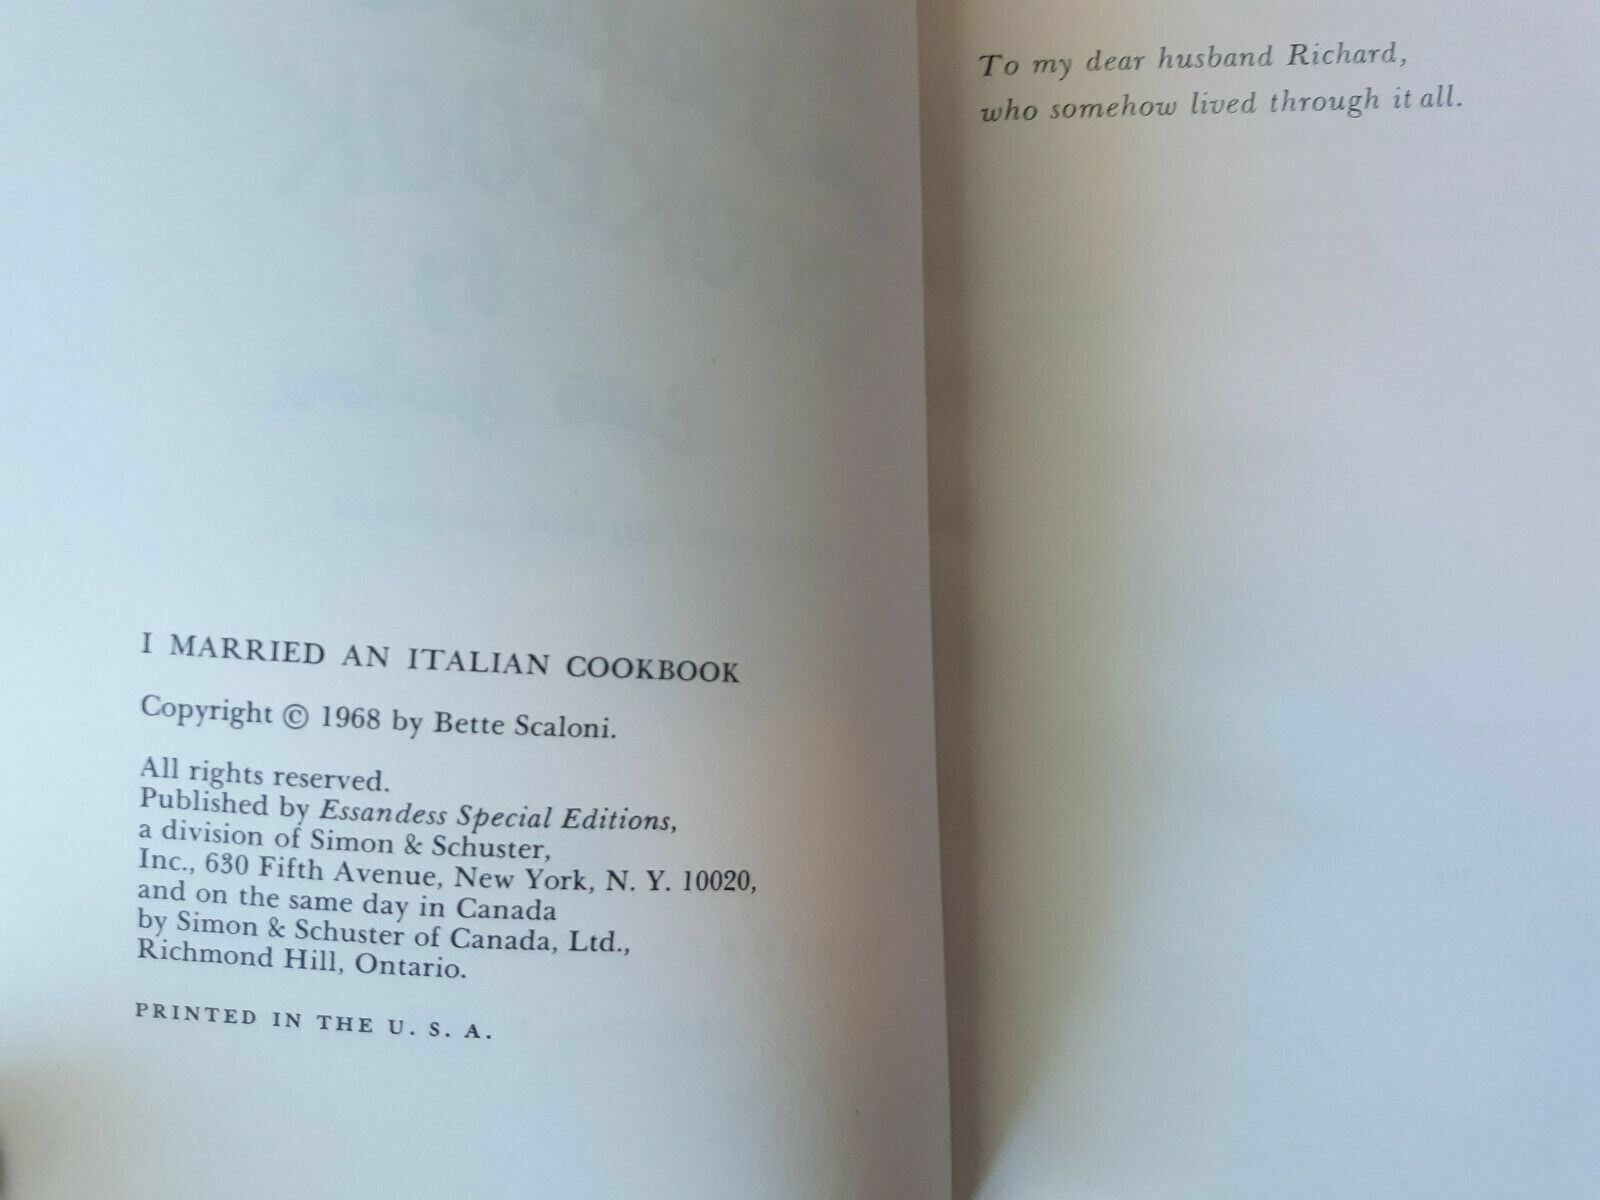 I MARRIED AN ITALIAN COOKBOOK
Copyright © 1968 by Bette Scaloni.
All rights reserved.
Published by Essandess Special Editions,
a division of Simon & Schuster,
Inc., 630 Fifth Avenue, New York, N. Y. 10020,
and on the same day in Canada
by Simon & Schuster of Canada, Ltd.,
Richmond Hill, Ontario.
PRINTED IN THE U. S. A.
To my dear husband Richard,
who somehow lived through it all.